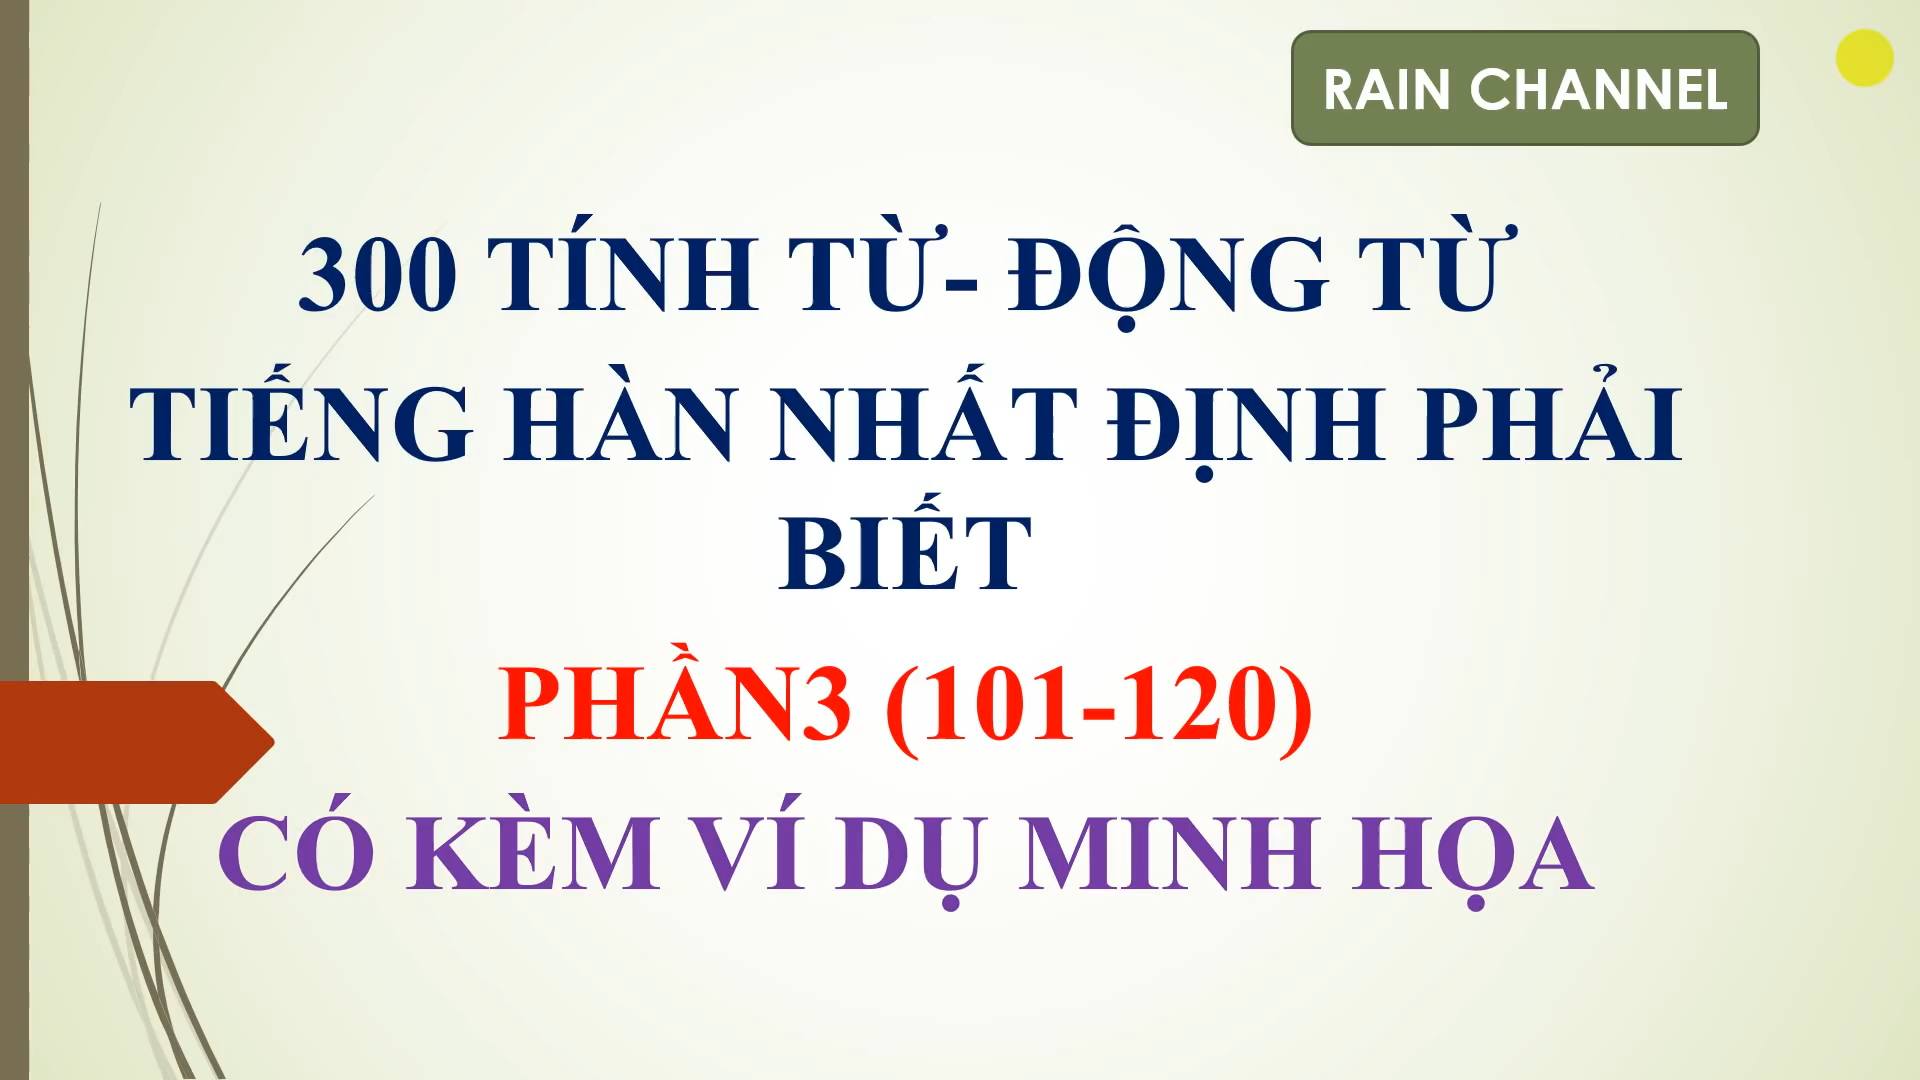 RAIN CHANNEL
300 TÍNH TỪ- ĐỘNG TỪ
TIẾNG HÀN NHẤT ĐỊNH PHẢI
BIẾT
PHẦN3 (101-120)
CÓ KÈM VÍ DỤ MINH HỌA